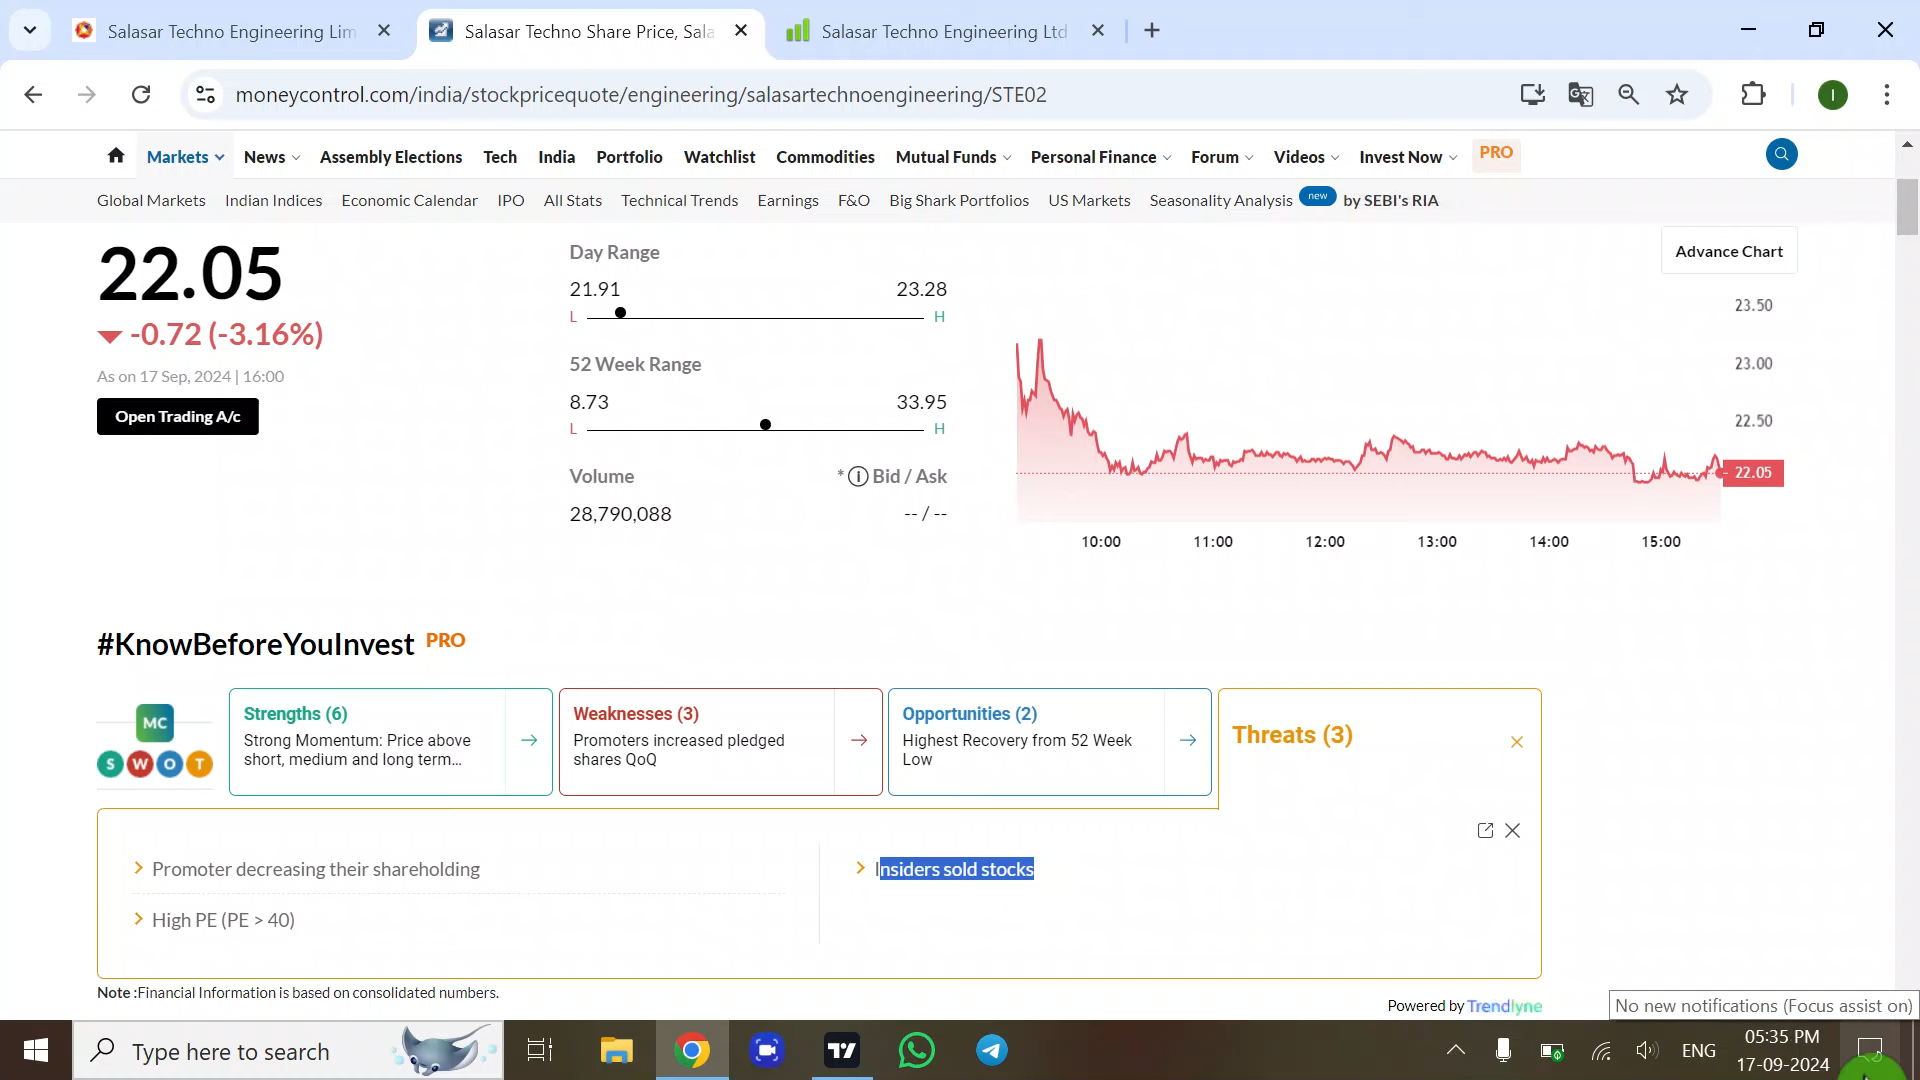 Salasar Techno Engineering Lim
Salasar Techno Share Price, Sala
Salasar Techno Engineering Ltd
moneycontrol.com/india/stockpricequote/engineering/salasartechnoengineering/STE02
I
Markets News Assembly Elections Tech India Portfolio Watchlist Commodities Mutual Funds Personal Finance Forum Videos Invest Now PRO
Global Markets Indian Indices Economic Calendar IPO All Stats Technical Trends Earnings F&O Big Shark Portfolios US Markets Seasonality Analysis new by SEBI's RIA
22.05
-0.72 (-3.16%)
As on 17 Sep, 2024 | 16:00
Open Trading A/c
Day Range
21.91 23.28
L H
52 Week Range
8.73 33.95
L H
Volume * Bid / Ask
28,790,088 -- / --
Advance Chart
23.50
23.00
22.50
22.05
10:00 11:00 12:00 13:00 14:00 15:00
#KnowBeforeYouInvest PRO
MC
S W O T
Strengths (6)
Strong Momentum: Price above
short, medium and long term...
Weaknesses (3)
Promoters increased pledged
shares QoQ
Opportunities (2)
Highest Recovery from 52 Week
Low
Threats (3)
Promoter decreasing their shareholding
High PE (PE > 40)
Insiders sold stocks
Note :Financial Information is based on consolidated numbers.
Powered by Trendlyne
No new notifications (Focus assist on)
Type here to search
ENG
05:35 PM
17-09-2024